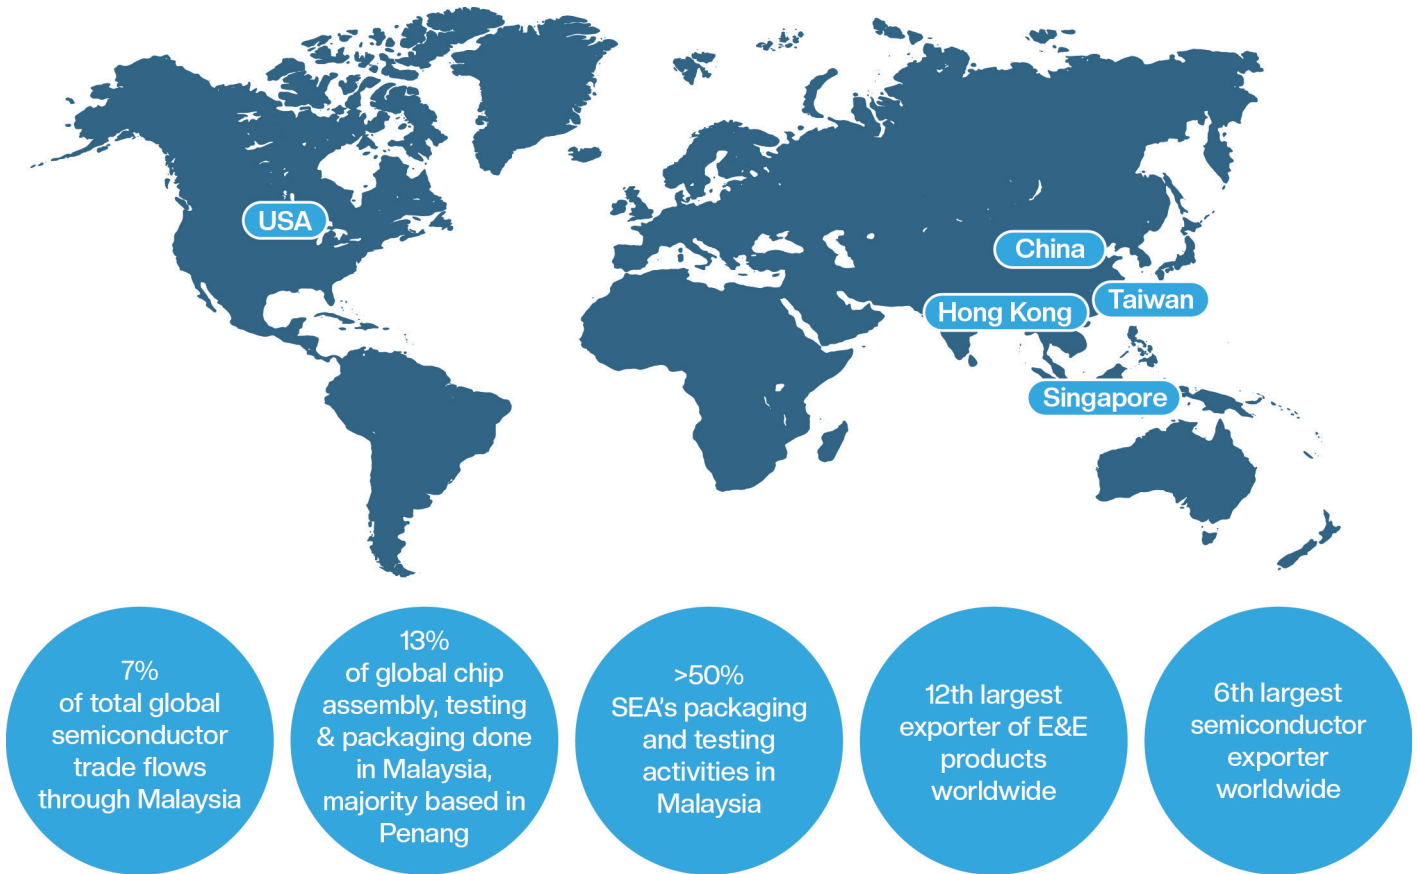 USA
China
Taiwan
Hong Kong
Singapore
7%
of total global
semiconductor
trade flows
through Malaysia
13%
of global chip
assembly, testing
& packaging done
in Malaysia,
majority based in
Penang
>50%
SEA's packaging
and testing
activities in
Malaysia
12th largest
exporter of E&E
products
worldwide
6th largest
semiconductor
exporter
worldwide